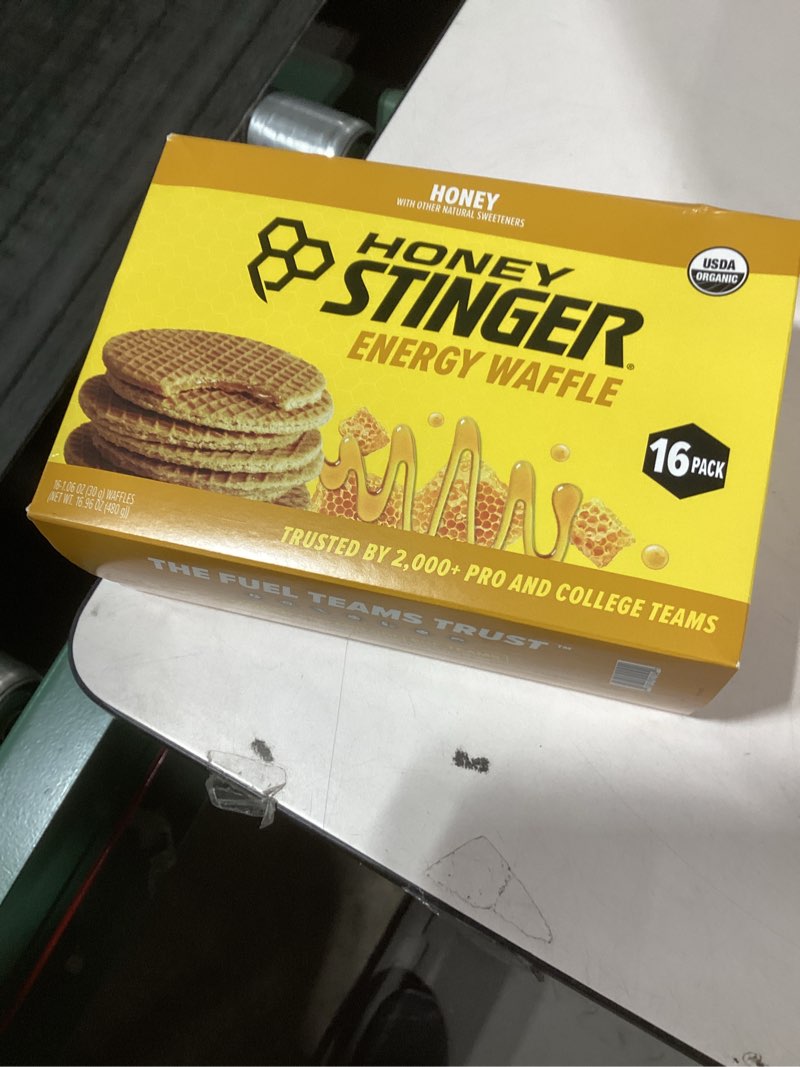 HONEY
WITH OTHER NATURAL SWEETENERS
HONEY
STINGER®
ENERGY WAFFLE
USDA
ORGANIC
16 PACK
16-1.06 OZ (30 g) WAFFLES
(NET WT. 16.96 OZ (480 g))
TRUSTED BY 2,000+ PRO AND COLLEGE TEAMS
THE FUEL TEAMS TRUST™